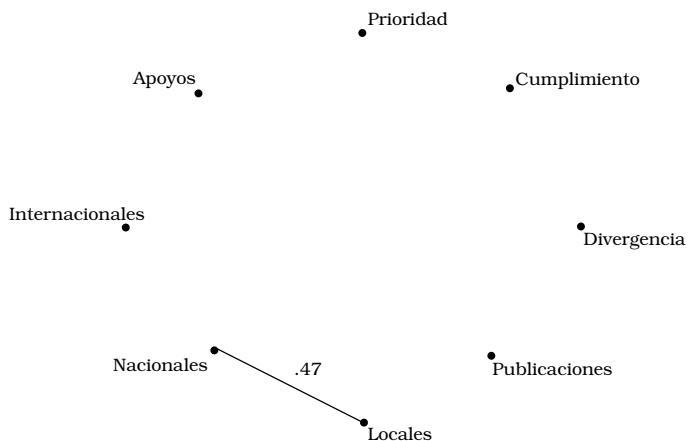 Prioridad
Apoyos
Cumplimiento
Internacionales
Divergencia
Nacionales
.47
Publicaciones
Locales